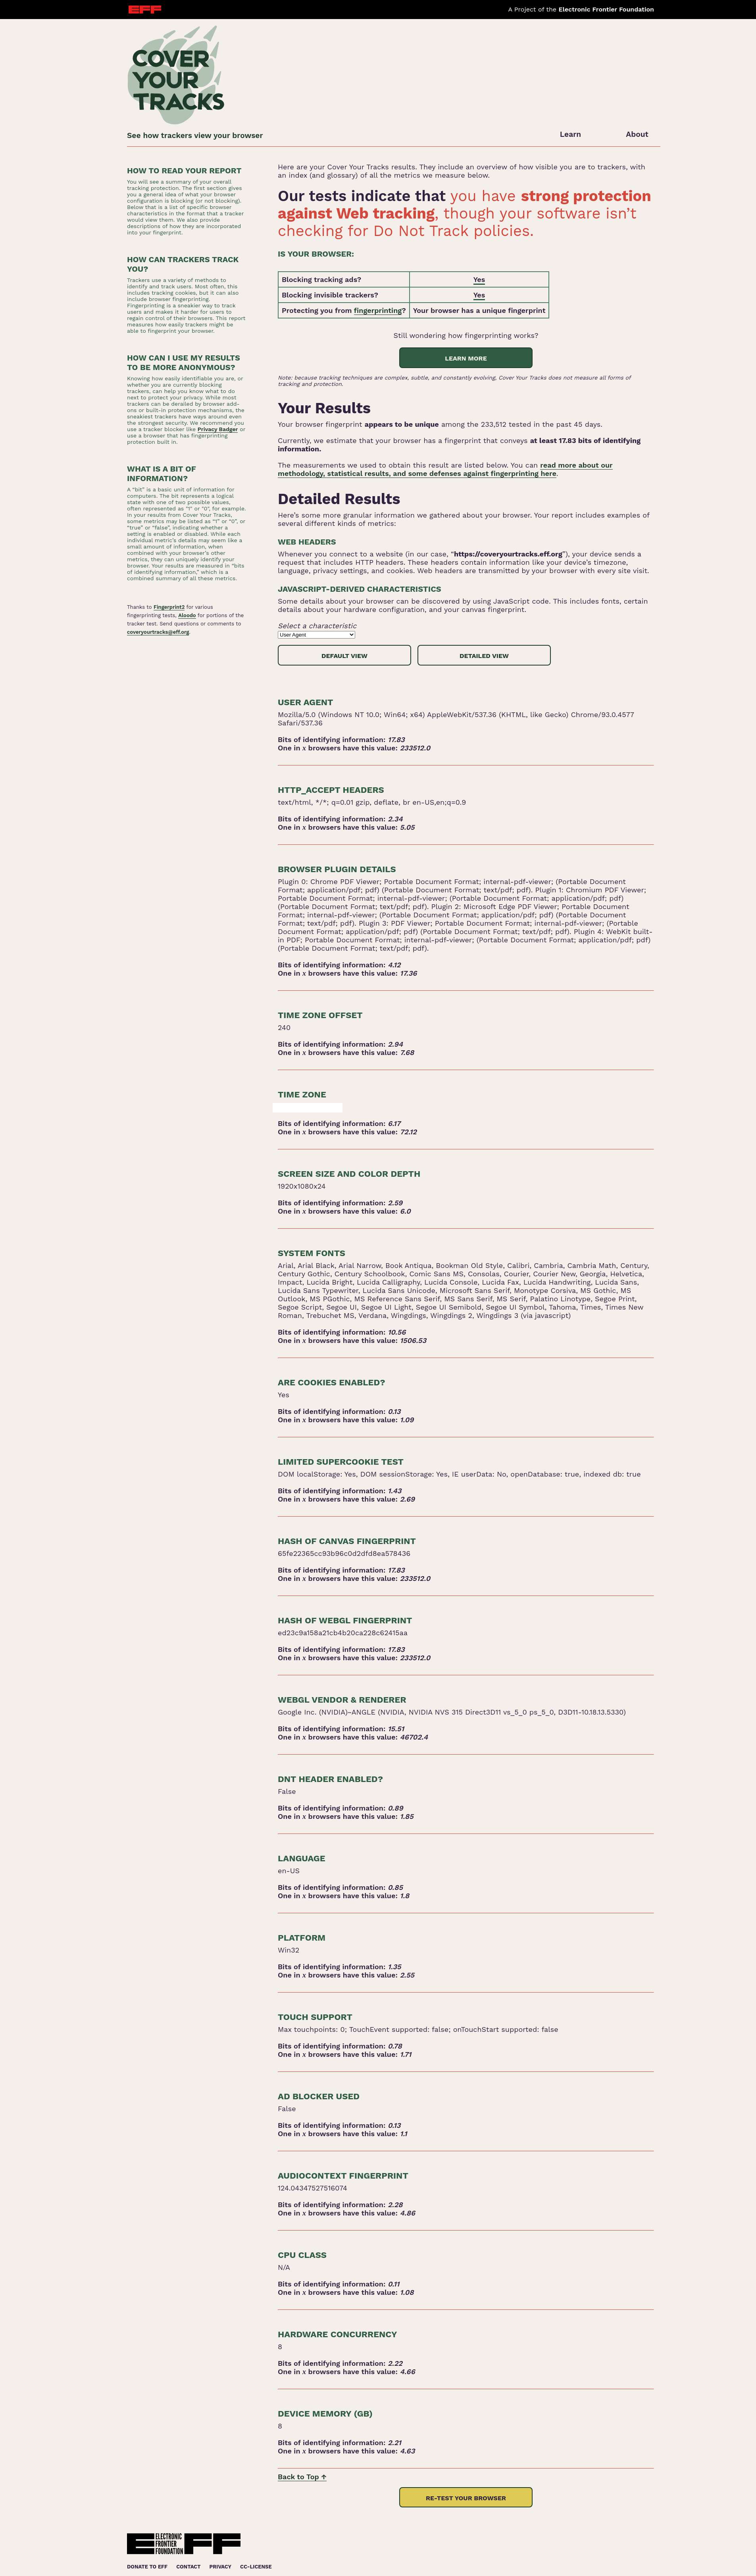 EFF
A Project of the Electronic Frontier Foundation
COVER
YOUR
TRACKS
See how trackers view your browser
Learn
About
HOW TO READ YOUR REPORT
You will see a summary of your overall
tracking protection. The first section gives
you a general idea of what your browser
configuration is blocking (or not blocking).
Below that is a list of specific browser
characteristics in the format that a tracker
would view them. We also provide
descriptions of how they are incorporated
into your fingerprint.
HOW CAN TRACKERS TRACK
YOU?
Trackers use a variety of methods to
identify and track users. Most often, this
includes tracking cookies, but it can also
include browser fingerprinting.
Fingerprinting is a sneakier way to track
users and makes it harder for users to
regain control of their browsers. This report
measures how easily trackers might be
able to fingerprint your browser.
HOW CAN I USE MY RESULTS
TO BE MORE ANONYMOUS?
Knowing how easily identifiable you are, or
whether you are currently blocking
trackers, can help you know what to do
next to protect your privacy. While most
trackers can be derailed by browser add-
ons or built-in protection mechanisms, the
sneakiest trackers have ways around even
the strongest security. We recommend you
use a tracker blocker like Privacy Badger or
use a browser that has fingerprinting
protection built in.
WHAT IS A BIT OF
INFORMATION?
A “bit” is a basic unit of information for
computers. The bit represents a logical
state with one of two possible values,
often represented as “1” or “0”, for example.
In your results from Cover Your Tracks,
some metrics may be listed as “1” or “0”, or
“true” or “false”, indicating whether a
setting is enabled or disabled. While each
individual metric’s details may seem like a
small amount of information, when
combined with your browser’s other
metrics, they can uniquely identify your
browser. Your results are measured in “bits
of identifying information,” which is a
combined summary of all these metrics.
Thanks to Fingerprint2 for various
fingerprinting tests, Aloodo for portions of the
tracker test. Send questions or comments to
coveryourtracks@eff.org.
Here are your Cover Your Tracks results. They include an overview of how visible you are to trackers, with
an index (and glossary) of all the metrics we measure below.
Our tests indicate that you have strong protection
against Web tracking, though your software isn’t
checking for Do Not Track policies.
IS YOUR BROWSER:
Blocking tracking ads? Yes
Blocking invisible trackers? Yes
Protecting you from fingerprinting? Your browser has a unique fingerprint
Still wondering how fingerprinting works?
LEARN MORE
Note: because tracking techniques are complex, subtle, and constantly evolving, Cover Your Tracks does not measure all forms of
tracking and protection.
Your Results
Your browser fingerprint appears to be unique among the 233,512 tested in the past 45 days.
Currently, we estimate that your browser has a fingerprint that conveys at least 17.83 bits of identifying
information.
The measurements we used to obtain this result are listed below. You can read more about our
methodology, statistical results, and some defenses against fingerprinting here.
Detailed Results
Here’s some more granular information we gathered about your browser. Your report includes examples of
several different kinds of metrics:
WEB HEADERS
Whenever you connect to a website (in our case, “https://coveryourtracks.eff.org”), your device sends a
request that includes HTTP headers. These headers contain information like your device’s timezone,
language, privacy settings, and cookies. Web headers are transmitted by your browser with every site visit.
JAVASCRIPT-DERIVED CHARACTERISTICS
Some details about your browser can be discovered by using JavaScript code. This includes fonts, certain
details about your hardware configuration, and your canvas fingerprint.
Select a characteristic
User Agent
DEFAULT VIEW
DETAILED VIEW
USER AGENT
Mozilla/5.0 (Windows NT 10.0; Win64; x64) AppleWebKit/537.36 (KHTML, like Gecko) Chrome/93.0.4577
Safari/537.36
Bits of identifying information: 17.83
One in x browsers have this value: 233512.0
HTTP_ACCEPT HEADERS
text/html, */*; q=0.01 gzip, deflate, br en-US,en;q=0.9
Bits of identifying information: 2.34
One in x browsers have this value: 5.05
BROWSER PLUGIN DETAILS
Plugin 0: Chrome PDF Viewer; Portable Document Format; internal-pdf-viewer; (Portable Document
Format; application/pdf; pdf) (Portable Document Format; text/pdf; pdf). Plugin 1: Chromium PDF Viewer;
Portable Document Format; internal-pdf-viewer; (Portable Document Format; application/pdf; pdf)
(Portable Document Format; text/pdf; pdf). Plugin 2: Microsoft Edge PDF Viewer; Portable Document
Format; internal-pdf-viewer; (Portable Document Format; application/pdf; pdf) (Portable Document
Format; text/pdf; pdf). Plugin 3: PDF Viewer; Portable Document Format; internal-pdf-viewer; (Portable
Document Format; application/pdf; pdf) (Portable Document Format; text/pdf; pdf). Plugin 4: WebKit built-
in PDF; Portable Document Format; internal-pdf-viewer; (Portable Document Format; application/pdf; pdf)
(Portable Document Format; text/pdf; pdf).
Bits of identifying information: 4.12
One in x browsers have this value: 17.36
TIME ZONE OFFSET
240
Bits of identifying information: 2.94
One in x browsers have this value: 7.68
TIME ZONE
Bits of identifying information: 6.17
One in x browsers have this value: 72.12
SCREEN SIZE AND COLOR DEPTH
1920x1080x24
Bits of identifying information: 2.59
One in x browsers have this value: 6.0
SYSTEM FONTS
Arial, Arial Black, Arial Narrow, Book Antiqua, Bookman Old Style, Calibri, Cambria, Cambria Math, Century,
Century Gothic, Century Schoolbook, Comic Sans MS, Consolas, Courier, Courier New, Georgia, Helvetica,
Impact, Lucida Bright, Lucida Calligraphy, Lucida Console, Lucida Fax, Lucida Handwriting, Lucida Sans,
Lucida Sans Typewriter, Lucida Sans Unicode, Microsoft Sans Serif, Monotype Corsiva, MS Gothic, MS
Outlook, MS PGothic, MS Reference Sans Serif, MS Sans Serif, MS Serif, Palatino Linotype, Segoe Print,
Segoe Script, Segoe UI, Segoe UI Light, Segoe UI Semibold, Segoe UI Symbol, Tahoma, Times, Times New
Roman, Trebuchet MS, Verdana, Wingdings, Wingdings 2, Wingdings 3 (via javascript)
Bits of identifying information: 10.56
One in x browsers have this value: 1506.53
ARE COOKIES ENABLED?
Yes
Bits of identifying information: 0.13
One in x browsers have this value: 1.09
LIMITED SUPERCOOKIE TEST
DOM localStorage: Yes, DOM sessionStorage: Yes, IE userData: No, openDatabase: true, indexed db: true
Bits of identifying information: 1.43
One in x browsers have this value: 2.69
HASH OF CANVAS FINGERPRINT
65fe22365cc93b96c0d2dfd8ea578436
Bits of identifying information: 17.83
One in x browsers have this value: 233512.0
HASH OF WEBGL FINGERPRINT
ed23c9a158a21cb4b20ca228c62415aa
Bits of identifying information: 17.83
One in x browsers have this value: 233512.0
WEBGL VENDOR & RENDERER
Google Inc. (NVIDIA)~ANGLE (NVIDIA, NVIDIA NVS 315 Direct3D11 vs_5_0 ps_5_0, D3D11-10.18.13.5330)
Bits of identifying information: 15.51
One in x browsers have this value: 46702.4
DNT HEADER ENABLED?
False
Bits of identifying information: 0.89
One in x browsers have this value: 1.85
LANGUAGE
en-US
Bits of identifying information: 0.85
One in x browsers have this value: 1.8
PLATFORM
Win32
Bits of identifying information: 1.35
One in x browsers have this value: 2.55
TOUCH SUPPORT
Max touchpoints: 0; TouchEvent supported: false; onTouchStart supported: false
Bits of identifying information: 0.78
One in x browsers have this value: 1.71
AD BLOCKER USED
False
Bits of identifying information: 0.13
One in x browsers have this value: 1.1
AUDIOCONTEXT FINGERPRINT
124.04347527516074
Bits of identifying information: 2.28
One in x browsers have this value: 4.86
CPU CLASS
N/A
Bits of identifying information: 0.11
One in x browsers have this value: 1.08
HARDWARE CONCURRENCY
8
Bits of identifying information: 2.22
One in x browsers have this value: 4.66
DEVICE MEMORY (GB)
8
Bits of identifying information: 2.21
One in x browsers have this value: 4.63
Back to Top ↑
RE-TEST YOUR BROWSER
ELECTRONIC
FRONTIER
FOUNDATION
EFF
DONATE TO EFF CONTACT PRIVACY CC-LICENSE